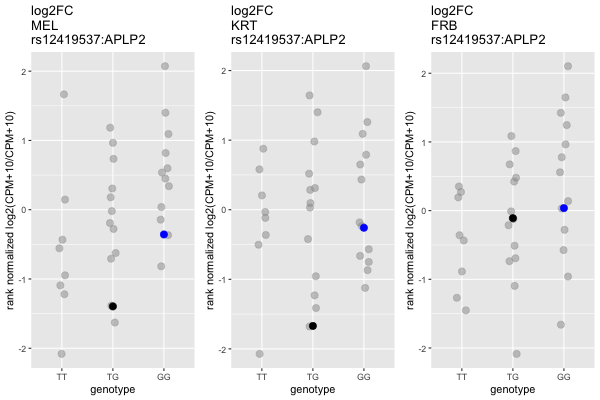 log2FC
MEL
rs12419537:APLP2
rank normalized log2(CPM+10/CPM+10)
2
1
0
-1
-2
TT
TG
GG
genotype
log2FC
KRT
rs12419537:APLP2
rank normalized log2(CPM+10/CPM+10)
2
1
0
-1
-2
TT
TG
GG
genotype
log2FC
FRB
rs12419537:APLP2
rank normalized log2(CPM+10/CPM+10)
2
1
0
-1
-2
TT
TG
GG
genotype